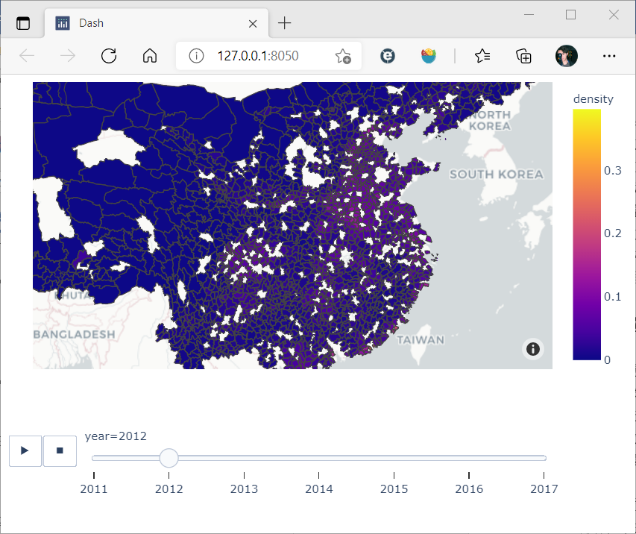 Dash
127.0.0.1:8050
density
NORTH
KOREA
SOUTH KOREA
0.3
0.2
BHUTA
0.1
BANGLADESH
TAIWAN
0
year=2012
2011 2012 2013 2014 2015 2016 2017